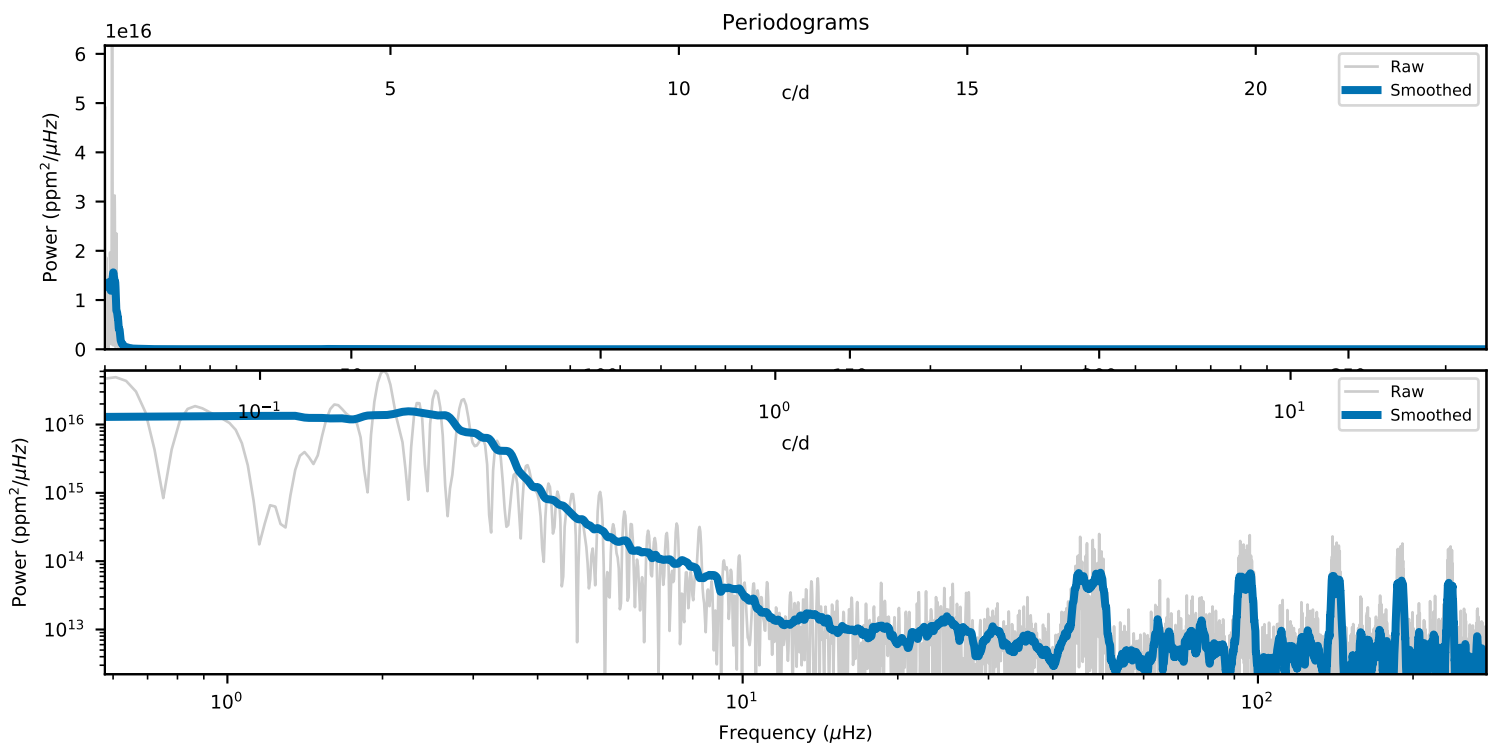 Periodograms
1e16
Power (ppm²/μHz)
6
5
4
3
2
1
0
5
10
15
20
c/d
Raw
Smoothed
Power (ppm²/μHz)
10¹⁶
10¹⁵
10¹⁴
10¹³
10⁻¹
10⁰
10¹
c/d
Raw
Smoothed
10⁰
10¹
10²
Frequency (μHz)